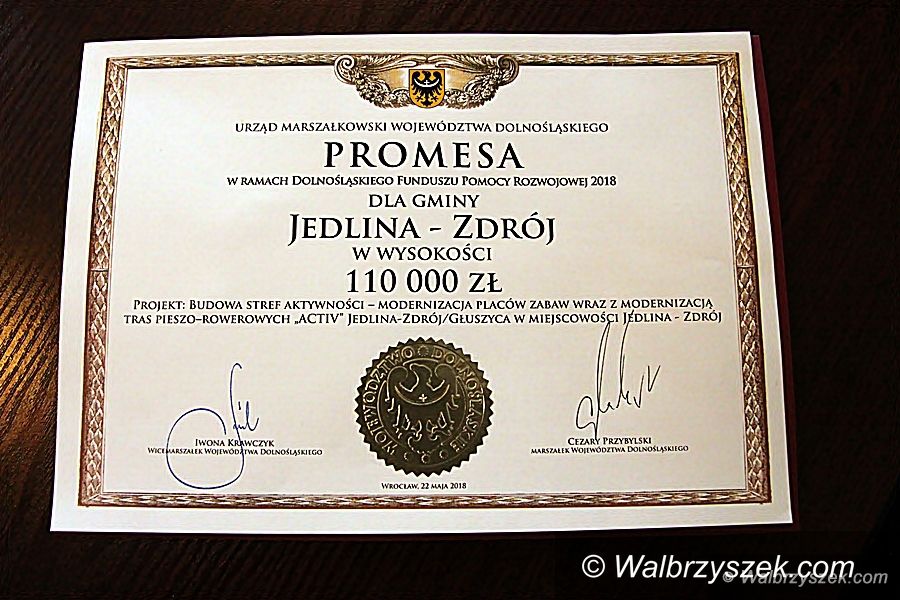 URZĄD MARSZAŁKOWSKI WOJEWÓDZTWA DOLNOŚLĄSKIEGO
PROMESA
W RAMACH DOLNOŚLĄSKIEGO FUNDUSZU POMOCY ROZWOJOWEJ 2018
DLA GMINY
JEDLINA - ZDRÓJ
W WYSOKOŚCI
110 000 ZŁ
PROJEKT: BUDOWA STREF AKTYWNOŚCI – MODERNIZACJA PLACÓW ZABAW WRAZ Z MODERNIZACJĄ
TRAS PIESZO–ROWEROWYCH „ACTIV" JEDLINA-ZDRÓJ/GŁUSZYCA W MIEJSCOWOŚCI JEDLINA - ZDRÓJ
WOJEWÓDZTWO DOLNOŚLĄSKIE
IWONA KRAWCZYK
WICEMARSZAŁEK WOJEWÓDZTWA DOLNOŚLĄSKIEGO
CEZARY PRZYBYLSKI
MARSZAŁEK WOJEWÓDZTWA DOLNOŚLĄSKIEGO
WROCŁAW, 22 MAJA 2018
© Walbrzyszek.com
© Walbrzyszek.com